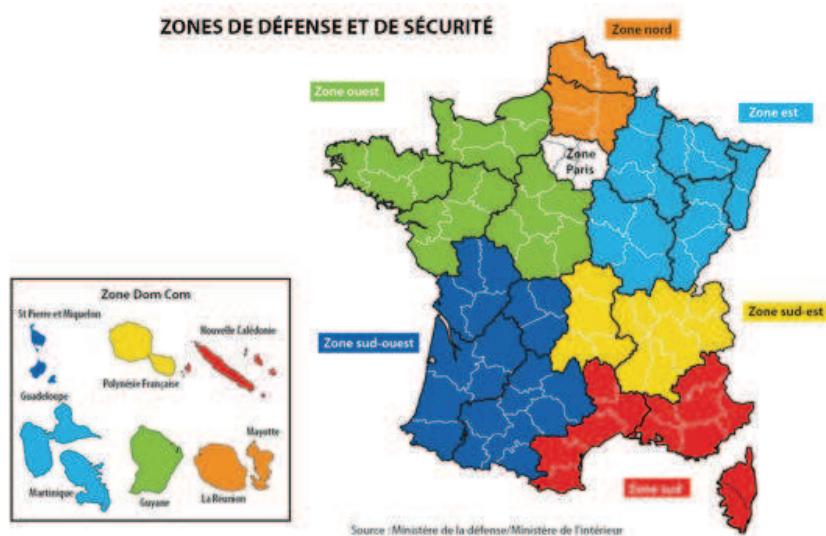 ZONES DE DÉFENSE ET DE SÉCURITÉ
Zone nord
Zone ouest
Zone est
Zone
Paris
Zone Dom Com
St Pierre et Miquelon
Nouvelle Calédonie
Polynésie Française
Guadeloupe
Mayotte
Martinique
Guyane
La Réunion
Zone sud-ouest
Zone sud-est
Zone sud
Source : Ministère de la défense/Ministère de l'intérieur